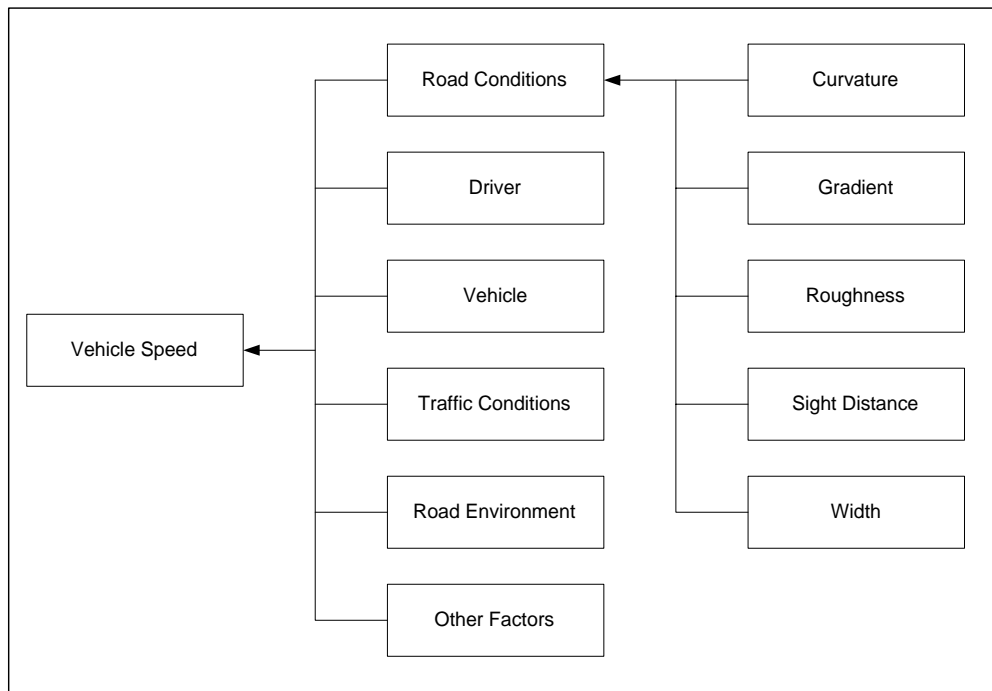 Road Conditions
Curvature
Driver
Gradient
Vehicle
Roughness
Vehicle Speed
Traffic Conditions
Sight Distance
Road Environment
Width
Other Factors